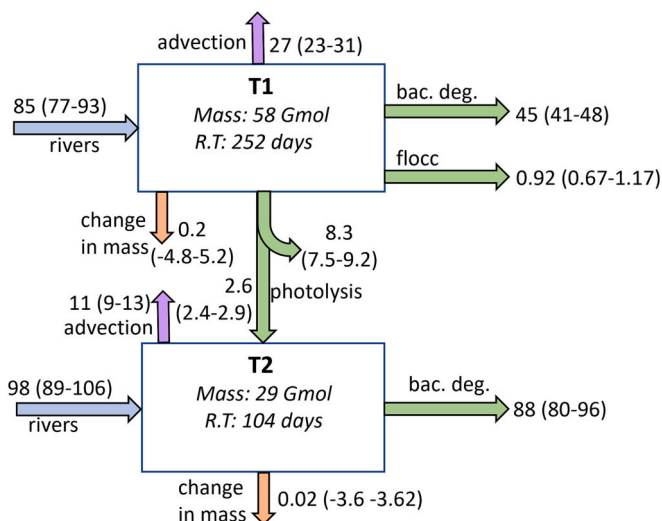 advection
27 (23-31)
T1
Mass: 58 Gmol
R.T: 252 days
85 (77-93)
rivers
bac. deg.
45 (41-48)
flocc
0.92 (0.67-1.17)
change
in mass
0.2
(-4.8-5.2)
8.3
(7.5-9.2)
2.6
(2.4-2.9)
photolysis
11 (9-13)
advection
T2
Mass: 29 Gmol
R.T: 104 days
98 (89-106)
rivers
bac. deg.
88 (80-96)
change
in mass
0.02 (-3.6 -3.62)